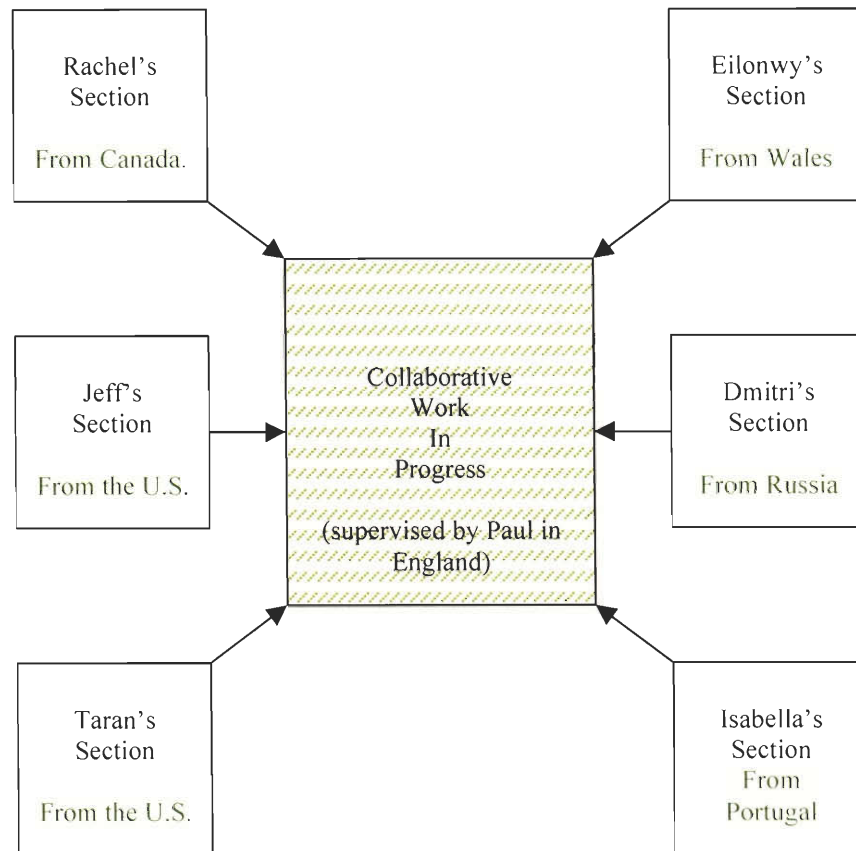 Rachel's
Section
From Canada.
Eilonwy's
Section
From Wales
Jeff's
Section
From the U.S.
Collaborative
Work
In
Progress
(supervised by Paul in
England)
Dmitri's
Section
From Russia
Taran's
Section
From the U.S.
Isabella's
Section
From
Portugal